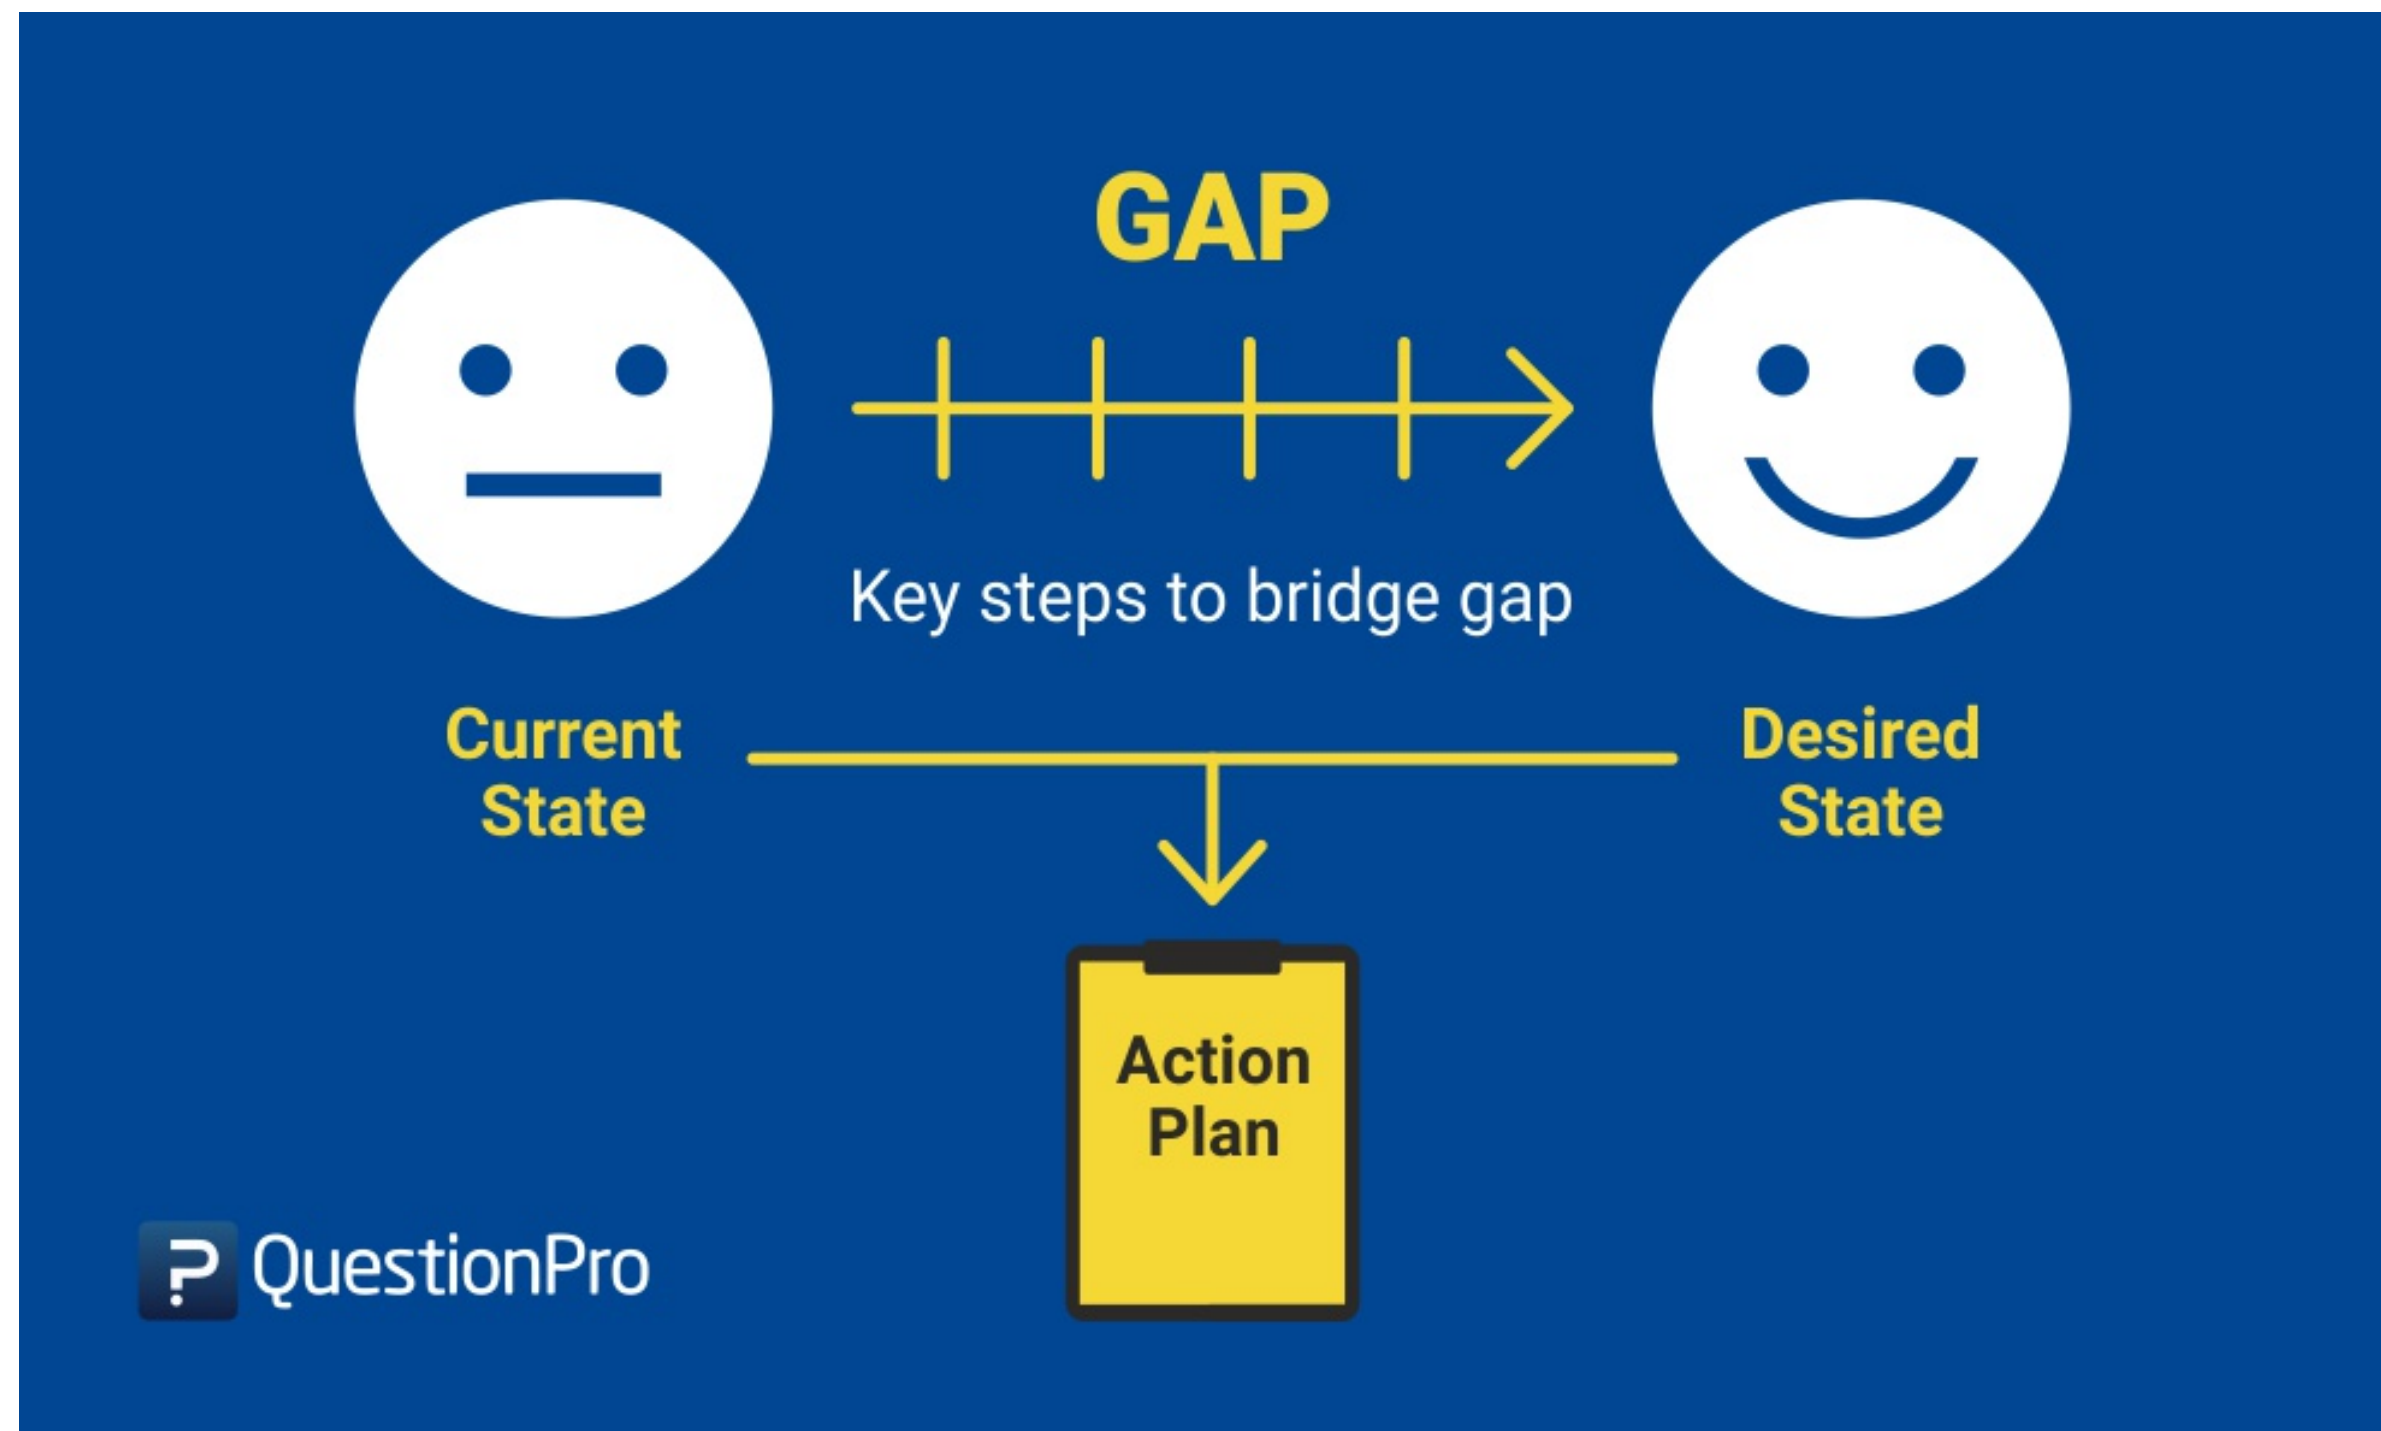 GAP
Key steps to bridge gap
Current
State
Desired
State
Action
Plan
QuestionPro